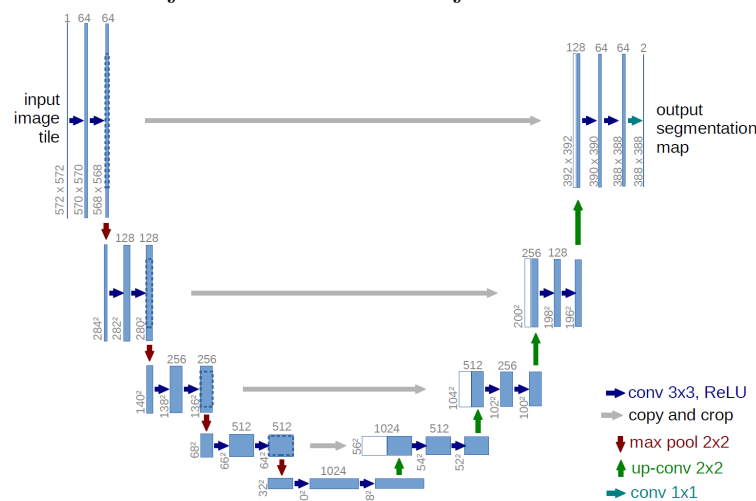 1 64 64
128 64 64 2
input
image
tile
output
segmentation
map
572 x 572
570 x 570
568 x 568
392 x 392
390 x 390
388 x 388
388 x 388
128 128
256 128
284²
282²
280²
200²
198²
196²
256 256
512 256
140²
138²
136²
104²
102²
100²
512 512
1024 512
68²
66²
64²
56²
54²
52²
1024
32²
0²
8²
conv 3x3, ReLU
copy and crop
max pool 2x2
up-conv 2x2
conv 1x1